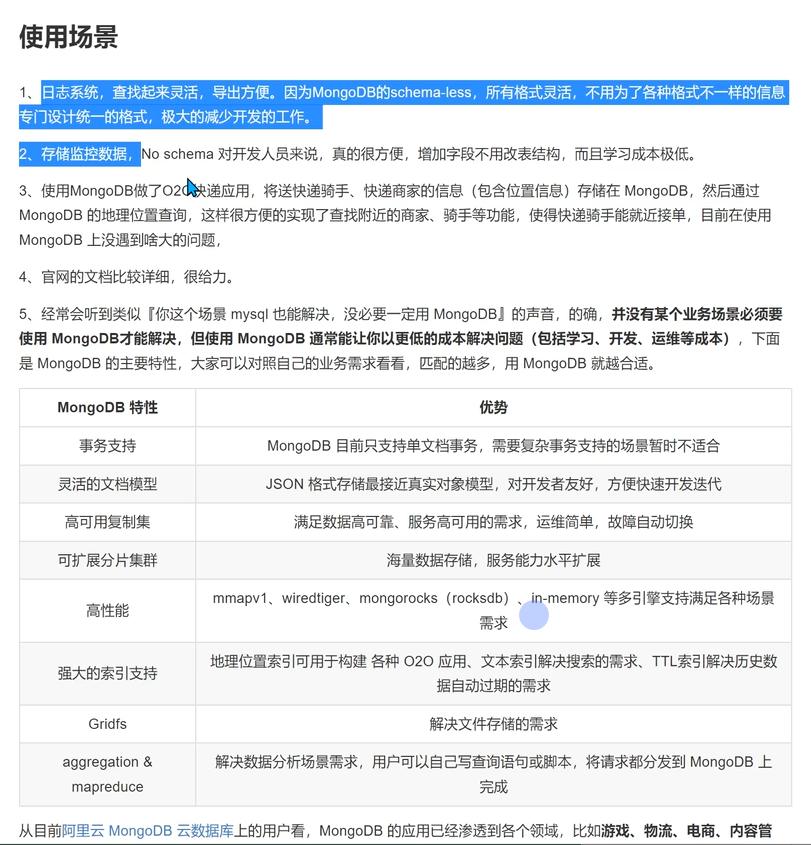 使用场景
1、日志系统，查找起来灵活，导出方便。因为MongoDB的schema-less，所有格式灵活，不用为了各种格式不一样的信息
专门设计统一的格式，极大的减少开发的工作。
2、存储监控数据，No schema 对开发人员来说，真的很方便，增加字段不用改表结构，而且学习成本极低。
3、使用MongoDB做了O2O快递应用，将送快递骑手、快递商家的信息（包含位置信息）存储在 MongoDB，然后通过
MongoDB 的地理位置查询，这样很方便的实现了查找附近的商家、骑手等功能，使得快递骑手能就近接单，目前在使用
MongoDB 上没遇到啥大的问题，
4、官网的文档比较详细，很给力。
5、经常会听到类似『你这个场景 mysql 也能解决，没必要一定用 MongoDB』的声音，的确，并没有某个业务场景必须要
使用 MongoDB才能解决，但使用 MongoDB 通常能让你以更低的成本解决问题（包括学习、开发、运维等成本），下面
是 MongoDB 的主要特性，大家可以对照自己的业务需求看看，匹配的越多，用 MongoDB 就越合适。
MongoDB 特性 优势
事务支持 MongoDB 目前只支持单文档事务，需要复杂事务支持的场景暂时不适合
灵活的文档模型 JSON 格式存储最接近真实对象模型，对开发者友好，方便快速开发迭代
高可用复制集 满足数据高可靠、服务高可用的需求，运维简单，故障自动切换
可扩展分片集群 海量数据存储，服务能力水平扩展
高性能 mmapv1、wiredtiger、mongorocks（rocksdb）、in-memory 等多引擎支持满足各种场景
需求
强大的索引支持 地理位置索引可用于构建 各种 O2O 应用、文本索引解决搜索的需求、TTL索引解决历史数
据自动过期的需求
Gridfs 解决文件存储的需求
aggregation & 解决数据分析场景需求，用户可以自己写查询语句或脚本，将请求都分发到 MongoDB 上
mapreduce 完成
从目前阿里云 MongoDB 云数据库上的用户看，MongoDB 的应用已经渗透到各个领域，比如游戏、物流、电商、内容管